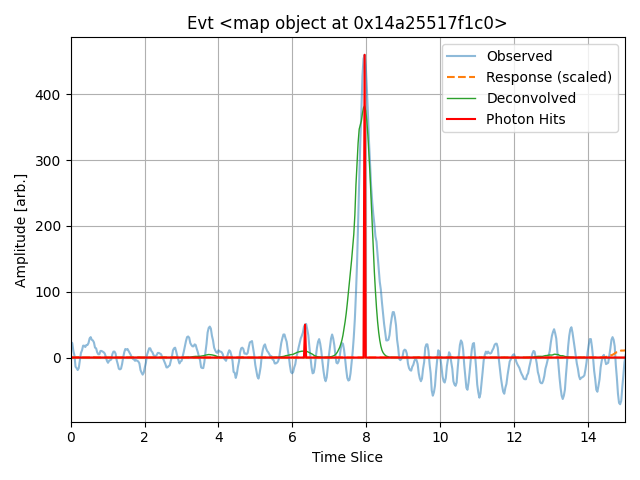 Evt <map object at 0x14a25517f1c0>
Observed
Response (scaled)
Deconvolved
Photon Hits
Amplitude [arb.]
400
300
200
100
0
0 2 4 6 8 10 12 14
Time Slice